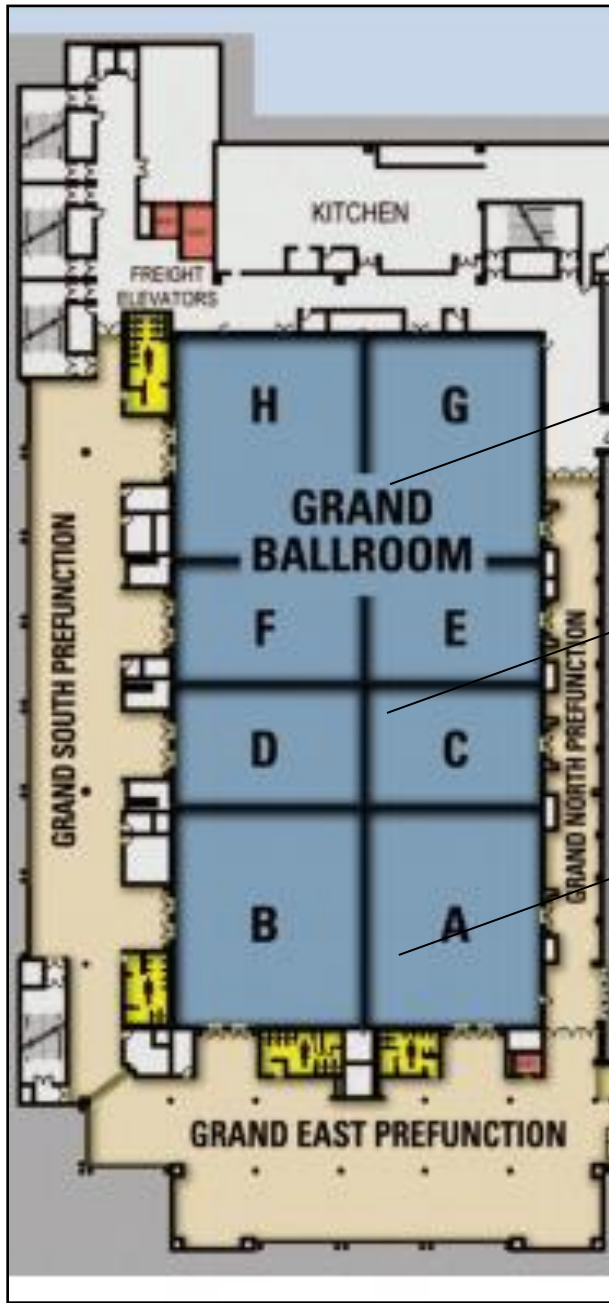 KITCHEN
FREIGHT
ELEVATORS
H
G
GRAND
BALLROOM
F
E
D
C
B
A
GRAND SOUTH PREFUNCTION
GRAND NORTH PREFUNCTION
GRAND EAST PREFUNCTION